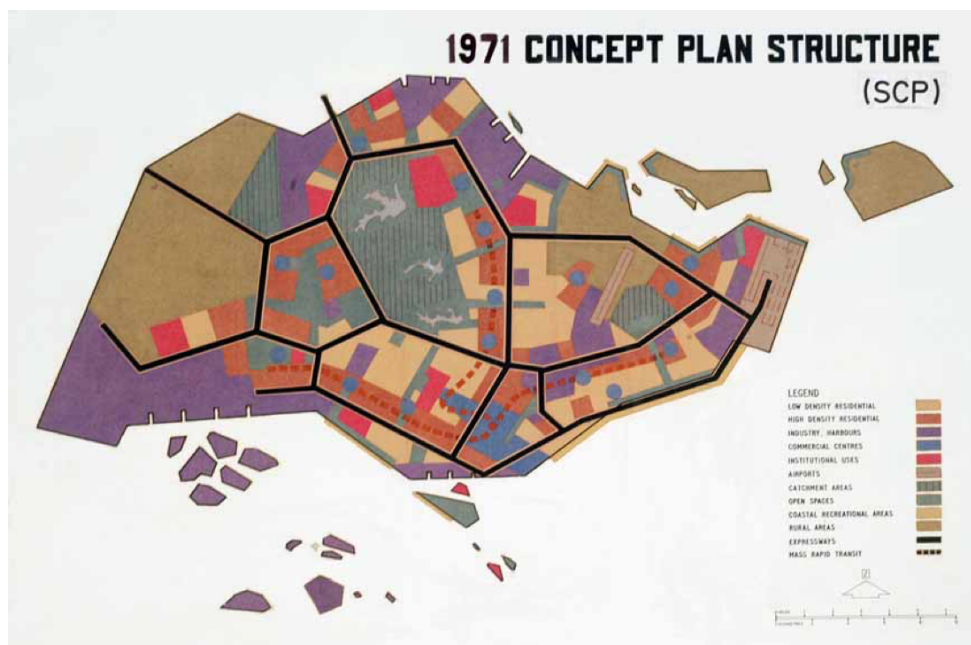 1971 CONCEPT PLAN STRUCTURE
(SCP)
LEGEND
LOW DENSITY RESIDENTIAL
HIGH DENSITY RESIDENTIAL
INDUSTRY, HARBOURS
COMMERCIAL CENTRES
INSTITUTIONAL USES
AIRPORTS
CATCHMENT AREAS
OPEN SPACES
COASTAL RECREATIONAL AREAS
RURAL AREAS
EXPRESSWAYS
MASS RAPID TRANSIT